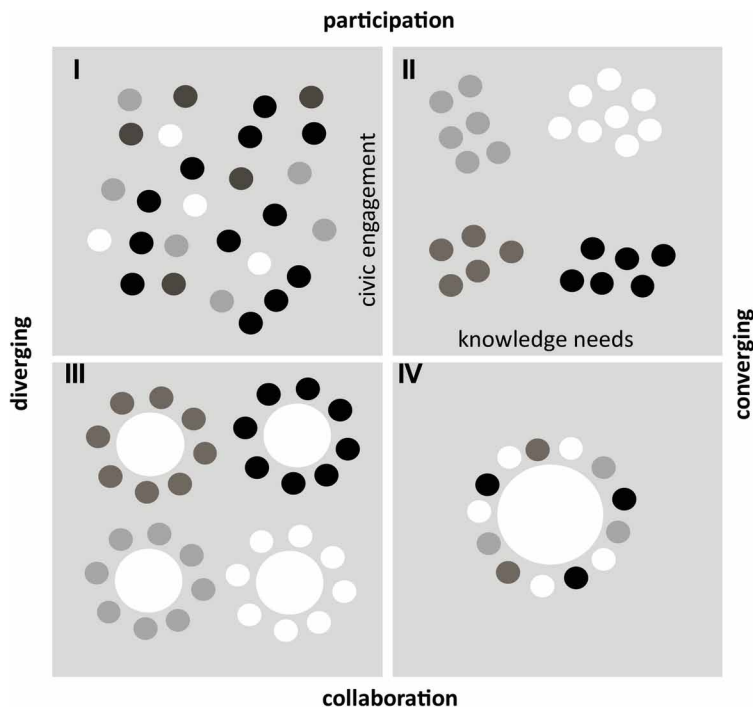 participation
I
II
civic engagement
knowledge needs
diverging
converging
III
IV
collaboration